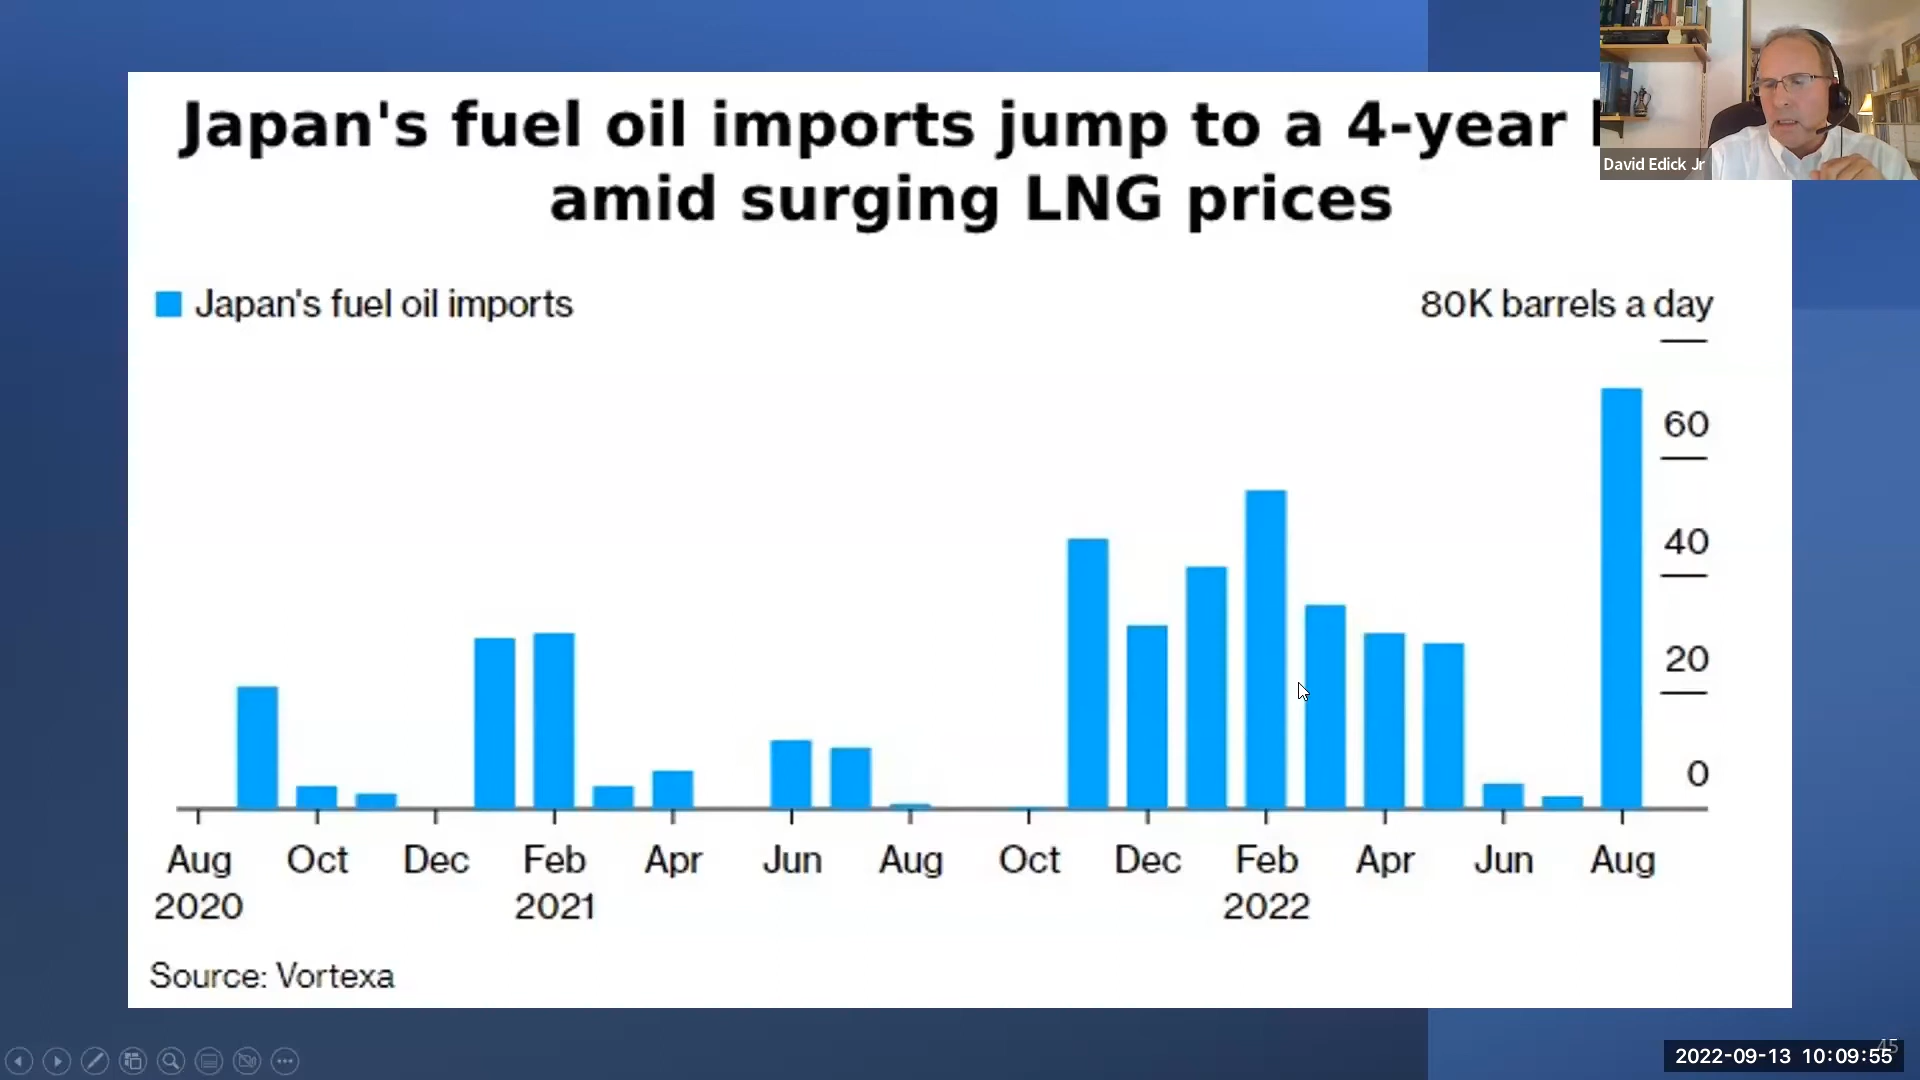 Japan's fuel oil imports jump to a 4-year
amid surging LNG prices
David Edick Jr
Japan's fuel oil imports
80K barrels a day
60
40
20
0
Aug Oct Dec Feb Apr Jun Aug Oct Dec Feb Apr Jun Aug
2020 2021 2022
Source: Vortexa
45
2022-09-13 10:09:55